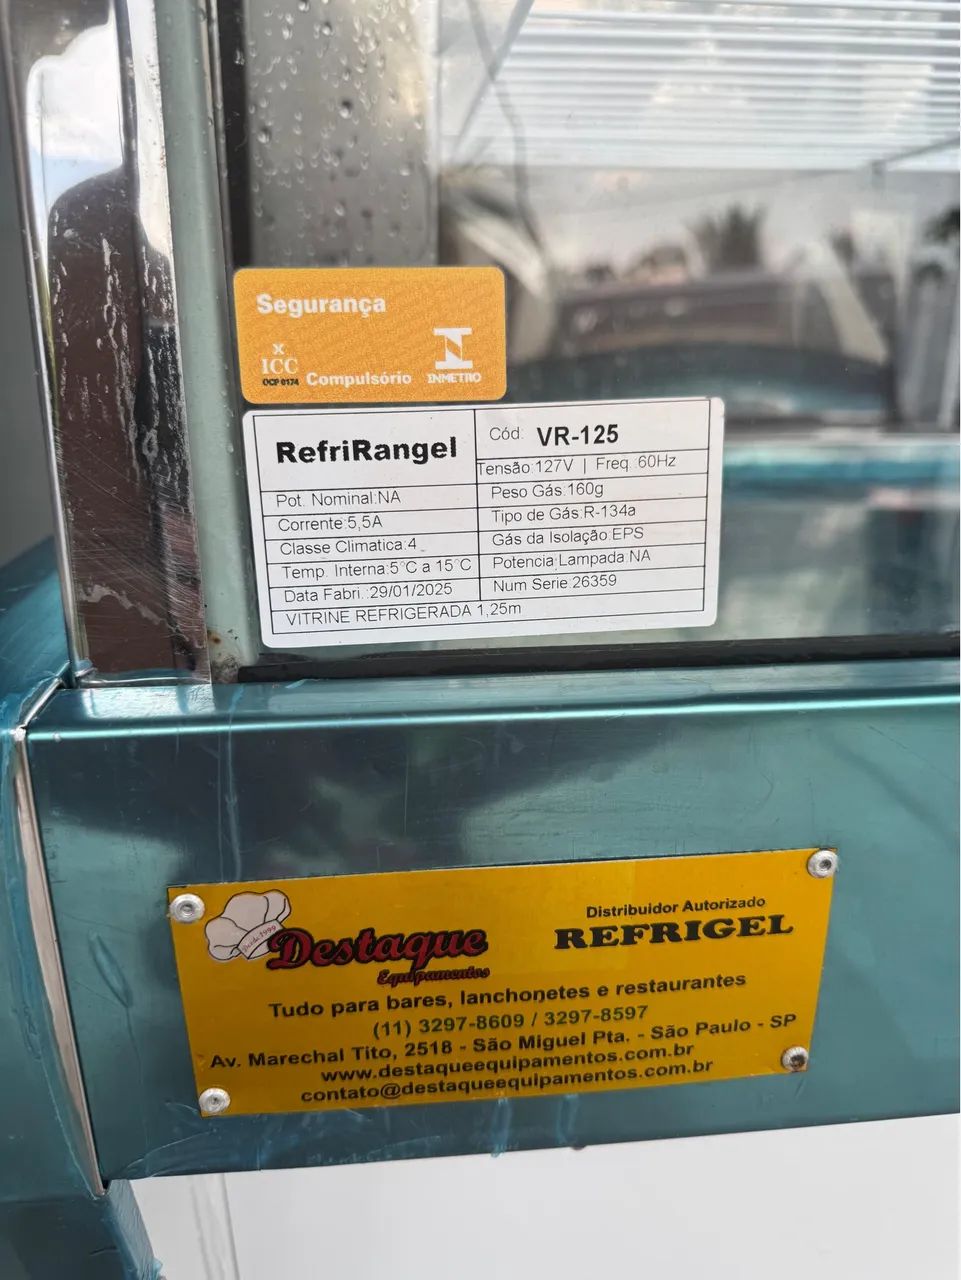 Segurança
X
ICC
OCP 0174
Compulsório
INMETRO
RefriRangel
Cód: VR-125
Tensão:127V | Freq.:60Hz
Pot. Nominal:NA
Peso Gás:160g
Corrente:5,5A
Tipo de Gás:R-134a
Classe Climatica:4
Gás da Isolação:EPS
Temp. Interna:5°C a 15°C
Potencia Lampada:NA
Data Fabri.:29/01/2025
Num Serie:26359
VITRINE REFRIGERADA 1,25m
Desde 1999
Destaque
Equipamentos
Distribuidor Autorizado
REFRIGEL
Tudo para bares, lanchonetes e restaurantes
(11) 3297-8609 / 3297-8597
Av. Marechal Tito, 2518 - São Miguel Pta. - São Paulo - SP
www.destaqueequipamentos.com.br
contato@destaqueequipamentos.com.br